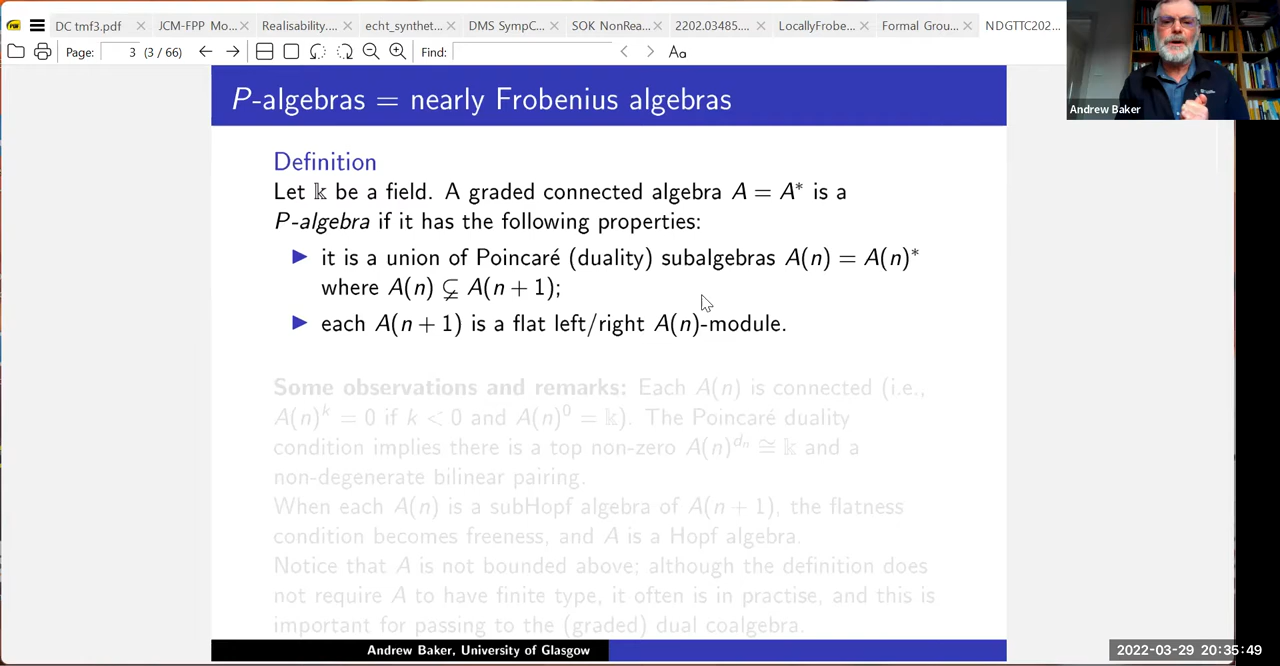 DC tmf3.pdf JCM-FPP Mo... Realisability.... echt_synthet... DMS SympC... SOK NonRea... 2202.03485.... LocallyFrobe... Formal Grou... NDGTTC202...
Page: 3 (3 / 66) Find: Aa
Andrew Baker
P-algebras = nearly Frobenius algebras
Definition
Let 𝕜 be a field. A graded connected algebra A = A* is a
P-algebra if it has the following properties:
▶ it is a union of Poincaré (duality) subalgebras A(n) = A(n)*
where A(n) ⊊ A(n + 1);
▶ each A(n + 1) is a flat left/right A(n)-module.
Some observations and remarks: Each A(n) is connected (i.e.,
A(n)^k = 0 if k < 0 and A(n)^0 = 𝕜). The Poincaré duality
condition implies there is a top non-zero A(n)^{d_n} ≅ 𝕜 and a
non-degenerate bilinear pairing.
When each A(n) is a subHopf algebra of A(n + 1), the flatness
condition becomes freeness, and A is a Hopf algebra.
Notice that A is not bounded above; although the definition does
not require A to have finite type, it often is in practise, and this is
important for passing to the (graded) dual coalgebra.
Andrew Baker, University of Glasgow
2022-03-29 20:35:49